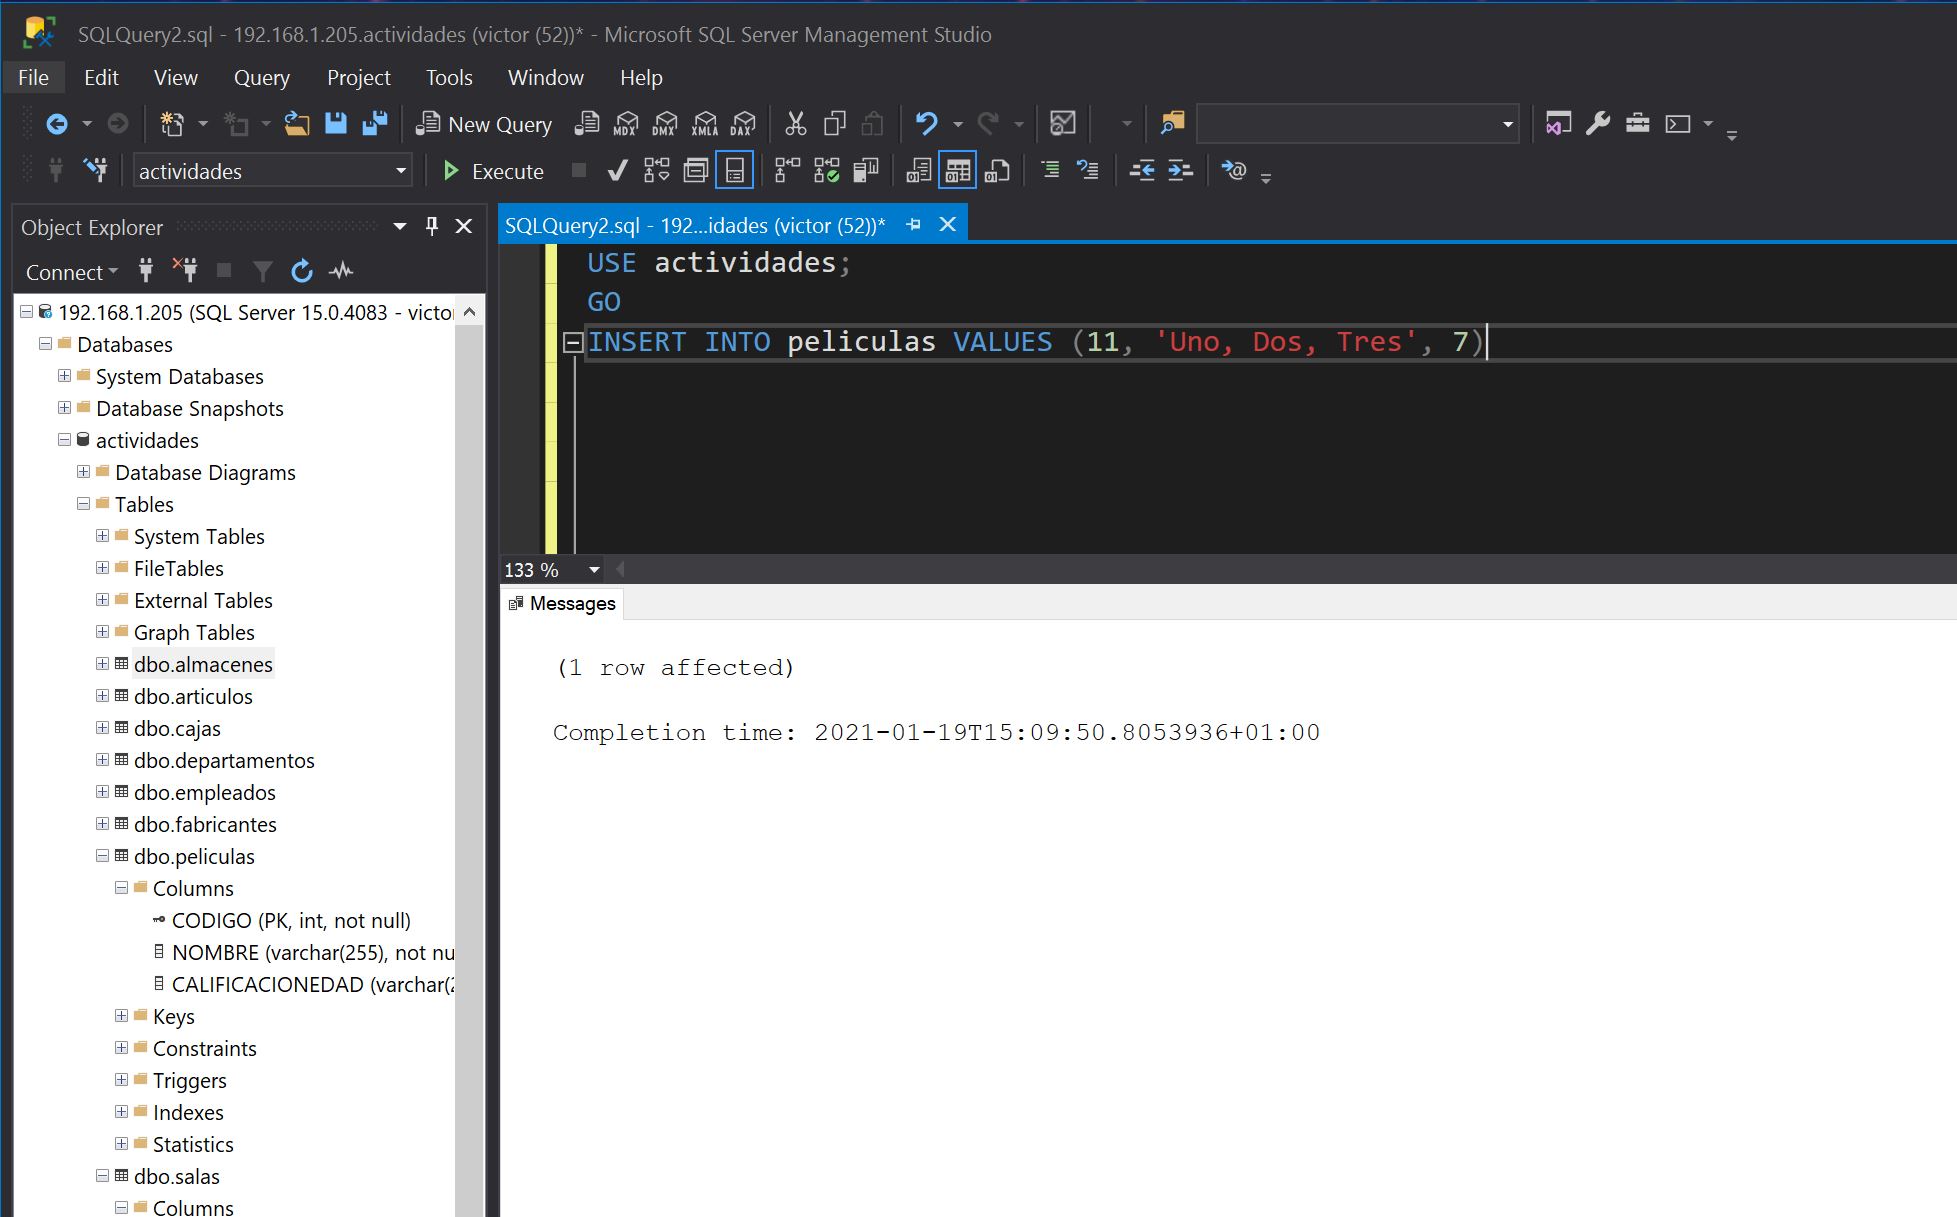 SQLQuery2.sql - 192.168.1.205.actividades (victor (52))* - Microsoft SQL Server Management Studio
File Edit View Query Project Tools Window Help
New Query MDX DMX XMLA DAX
actividades Execute
Object Explorer
Connect
192.168.1.205 (SQL Server 15.0.4083 - victo
Databases
System Databases
Database Snapshots
actividades
Database Diagrams
Tables
System Tables
FileTables
External Tables
Graph Tables
dbo.almacenes
dbo.articulos
dbo.cajas
dbo.departamentos
dbo.empleados
dbo.fabricantes
dbo.peliculas
Columns
CODIGO (PK, int, not null)
NOMBRE (varchar(255), not nu
CALIFICACIONEDAD (varchar(2
Keys
Constraints
Triggers
Indexes
Statistics
dbo.salas
Columns
SQLQuery2.sql - 192...idades (victor (52))*
USE actividades;
GO
INSERT INTO peliculas VALUES (11, 'Uno, Dos, Tres', 7)
133 %
Messages
(1 row affected)
Completion time: 2021-01-19T15:09:50.8053936+01:00